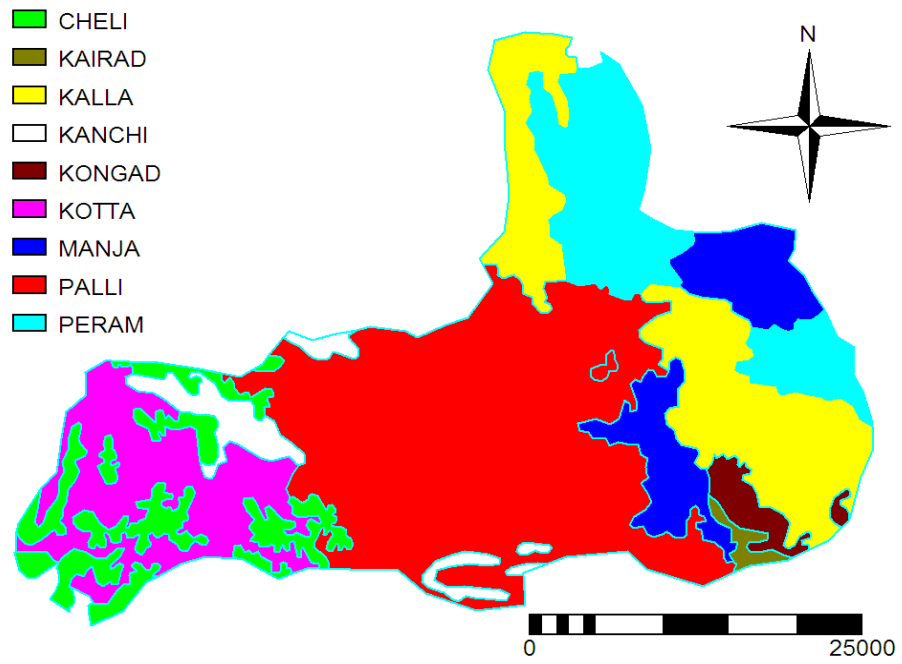 CHELI
KAIRAD
KALLA
KANCHI
KONGAD
KOTTA
MANJA
PALLI
PERAM
N
0 25000